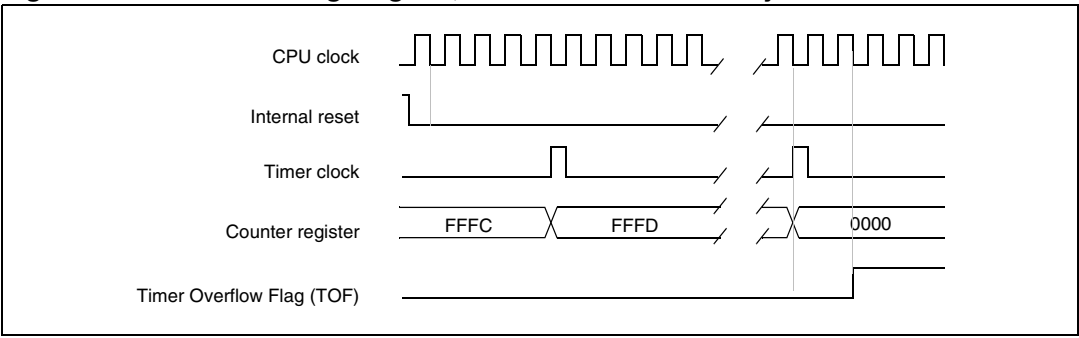 CPU clock
Internal reset
Timer clock
Counter register
FFFC
FFFD
0000
Timer Overflow Flag (TOF)